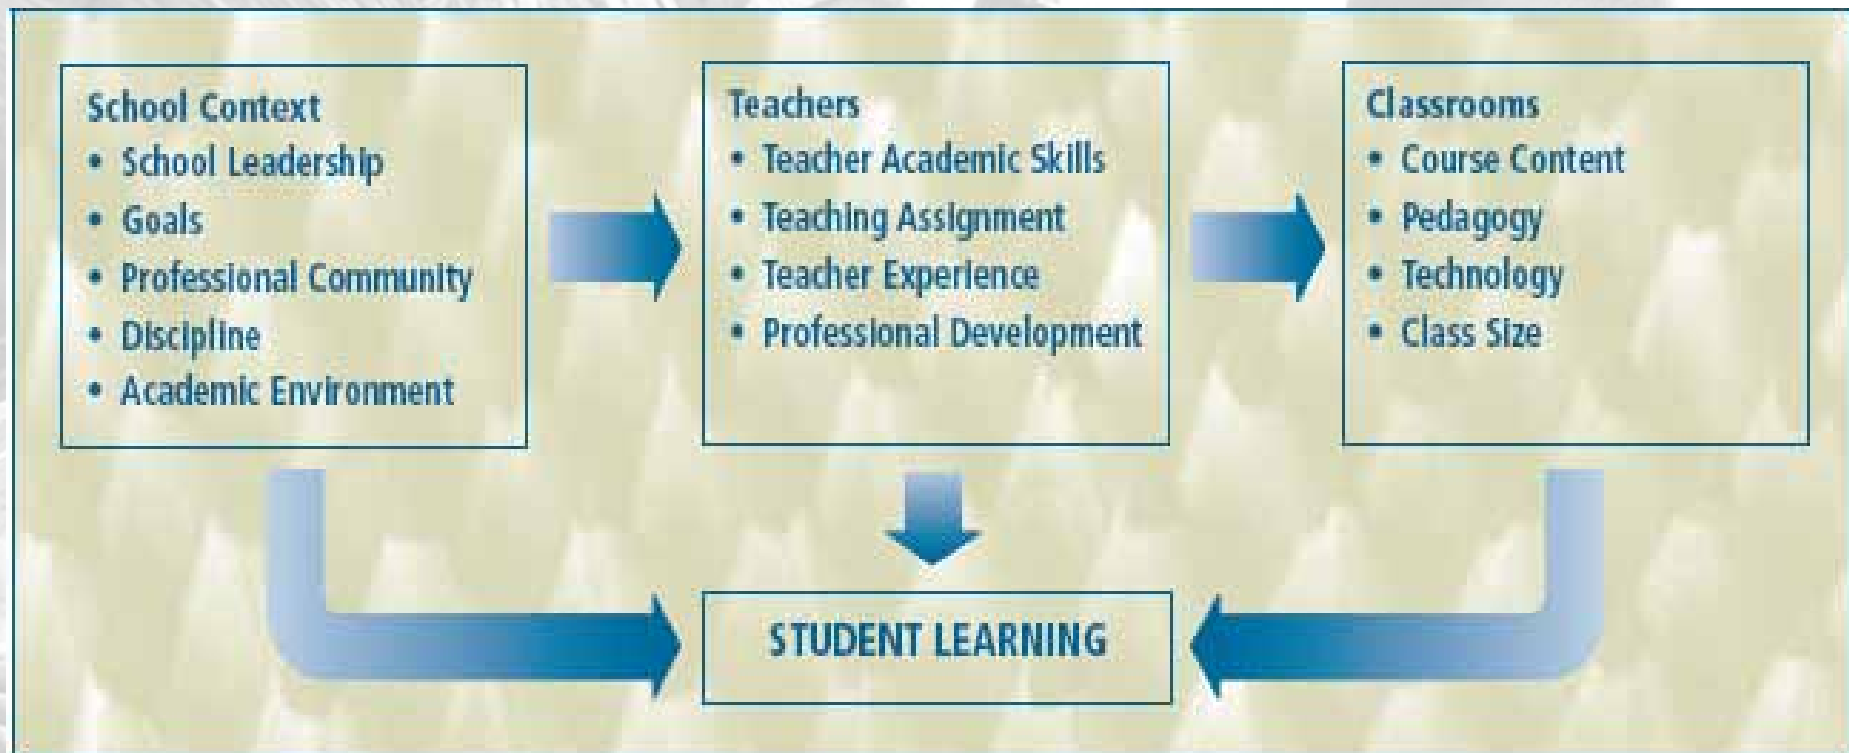 School Context
• School Leadership
• Goals
• Professional Community
• Discipline
• Academic Environment
Teachers
• Teacher Academic Skills
• Teaching Assignment
• Teacher Experience
• Professional Development
Classrooms
• Course Content
• Pedagogy
• Technology
• Class Size
STUDENT LEARNING